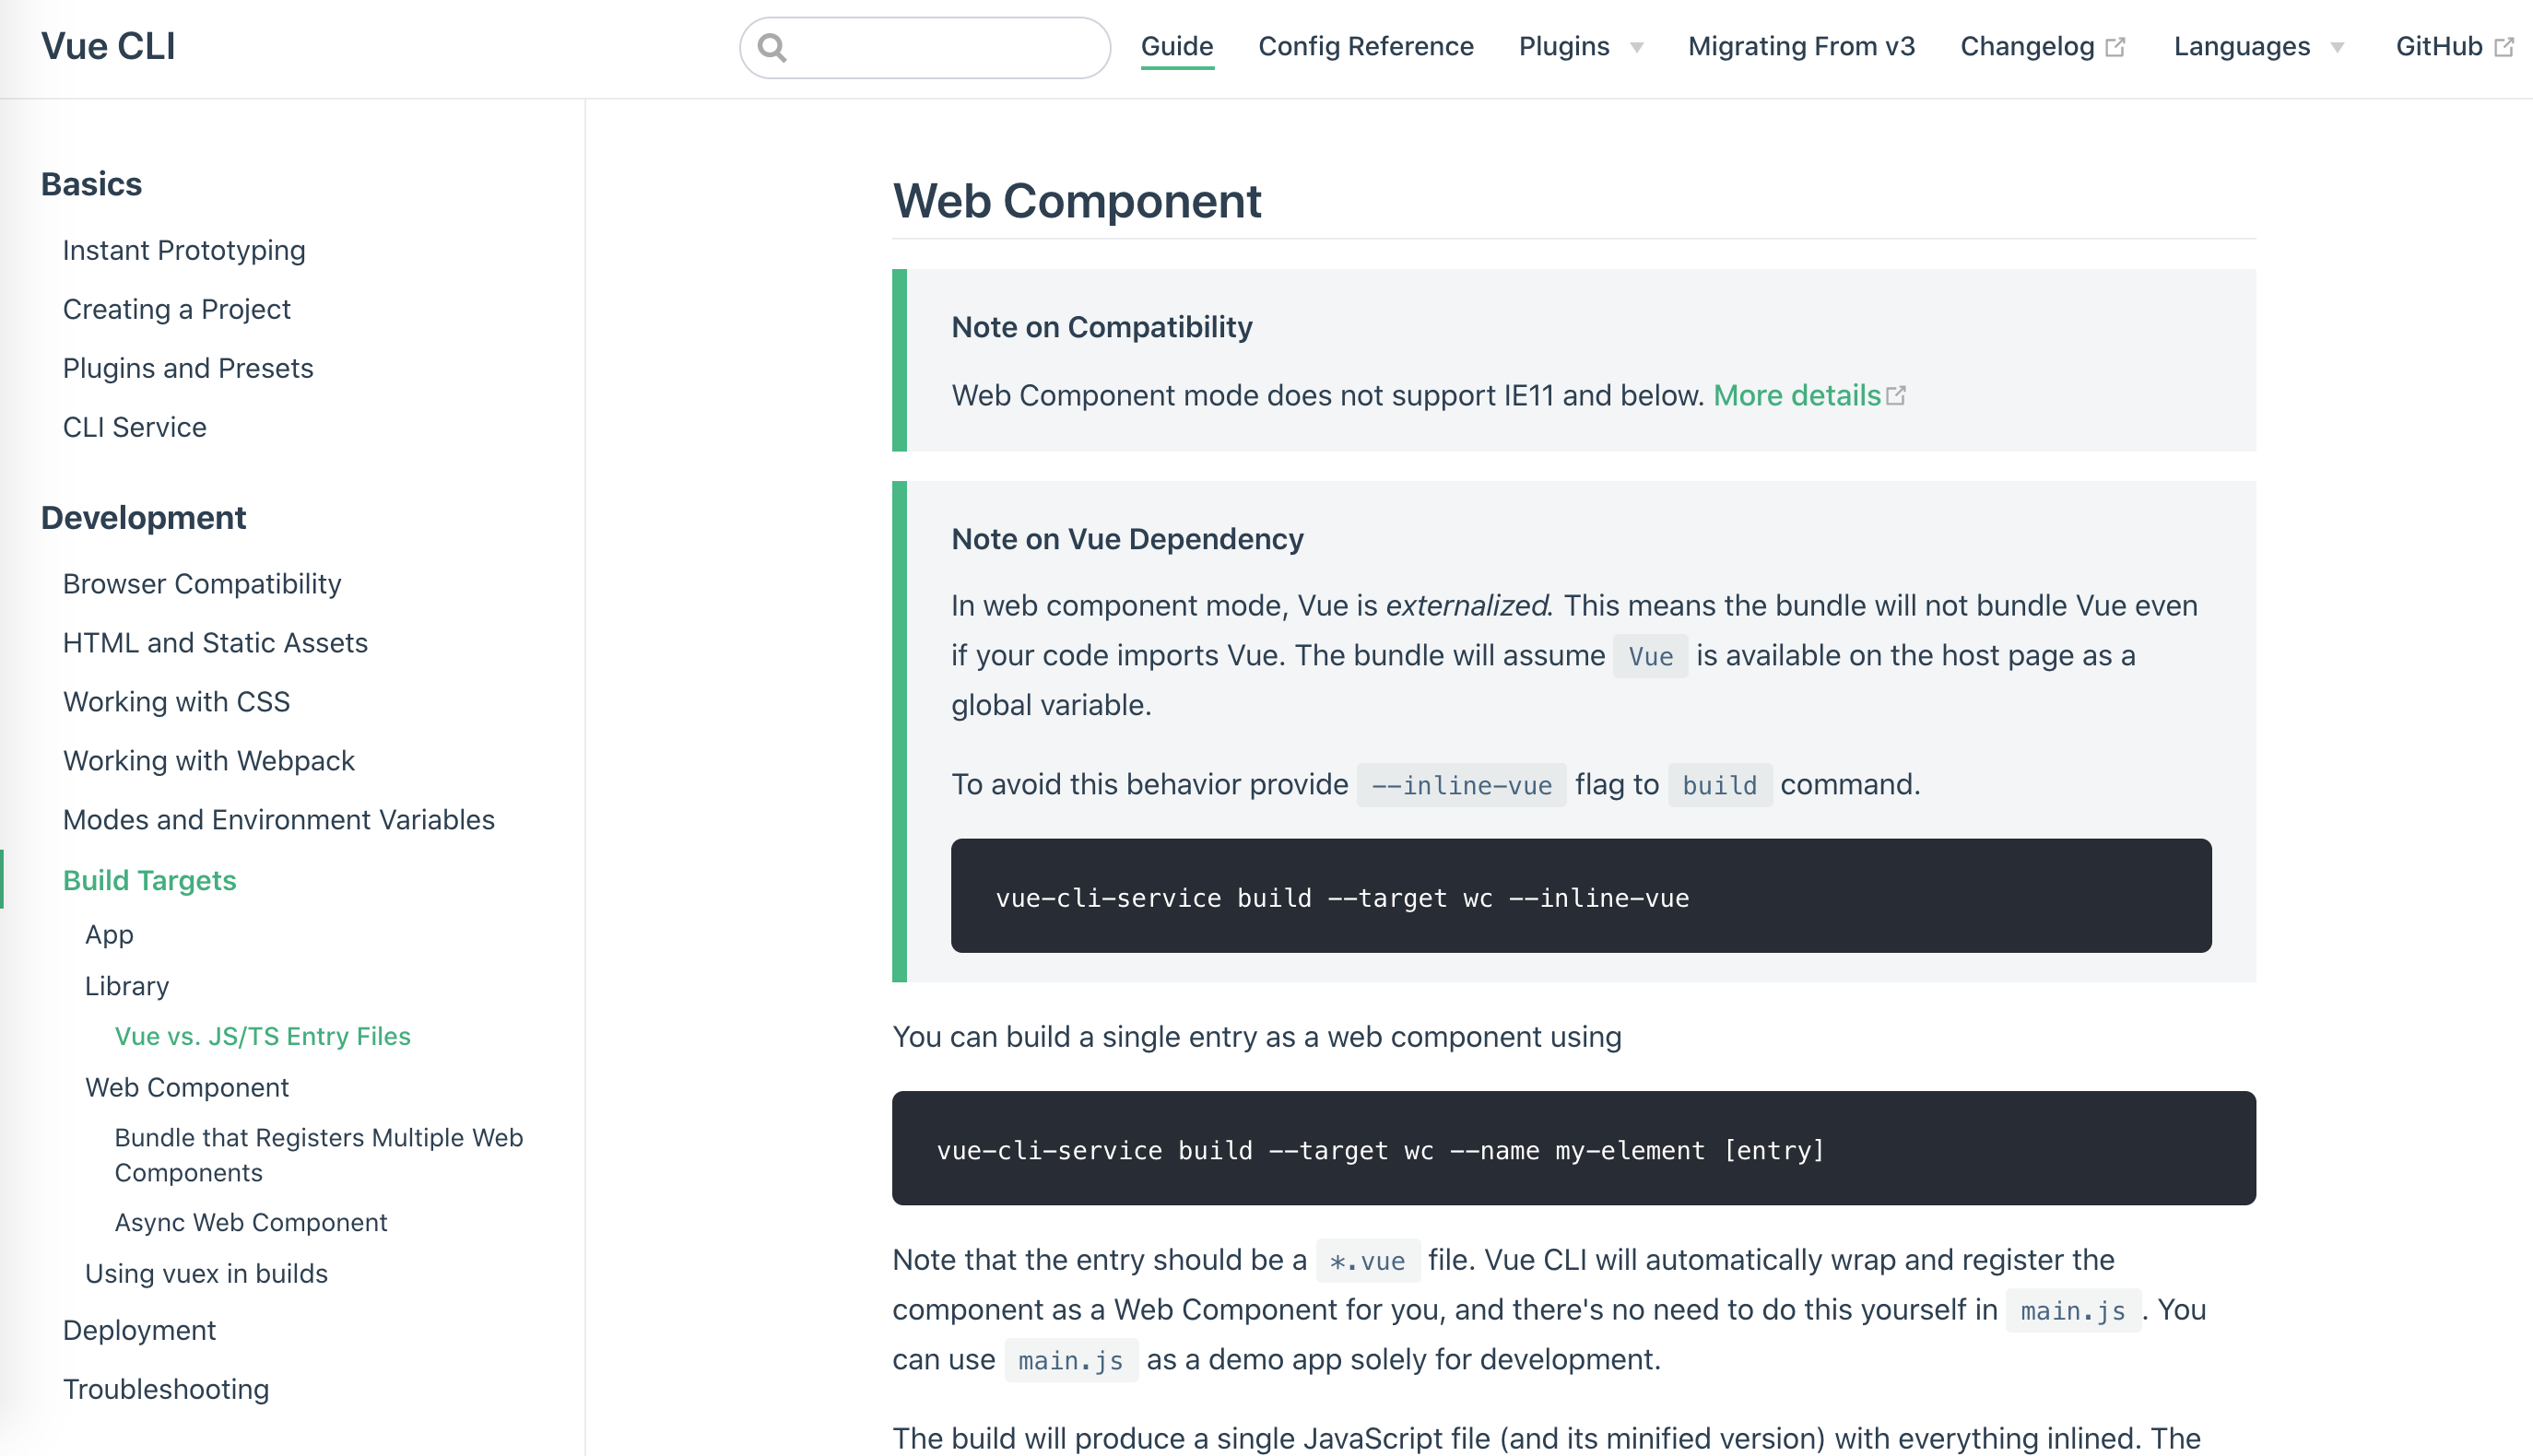 Vue CLI
Guide
Config Reference
Plugins
Migrating From v3
Changelog
Languages
GitHub
Basics
Instant Prototyping
Creating a Project
Plugins and Presets
CLI Service
Development
Browser Compatibility
HTML and Static Assets
Working with CSS
Working with Webpack
Modes and Environment Variables
Build Targets
App
Library
Vue vs. JS/TS Entry Files
Web Component
Bundle that Registers Multiple Web
Components
Async Web Component
Using vuex in builds
Deployment
Troubleshooting
Web Component
Note on Compatibility
Web Component mode does not support IE11 and below. More details
Note on Vue Dependency
In web component mode, Vue is externalized. This means the bundle will not bundle Vue even
if your code imports Vue. The bundle will assume Vue is available on the host page as a
global variable.
To avoid this behavior provide --inline-vue flag to build command.
vue-cli-service build --target wc --inline-vue
You can build a single entry as a web component using
vue-cli-service build --target wc --name my-element [entry]
Note that the entry should be a *.vue file. Vue CLI will automatically wrap and register the
component as a Web Component for you, and there's no need to do this yourself in main.js . You
can use main.js as a demo app solely for development.
The build will produce a single JavaScript file (and its minified version) with everything inlined. The